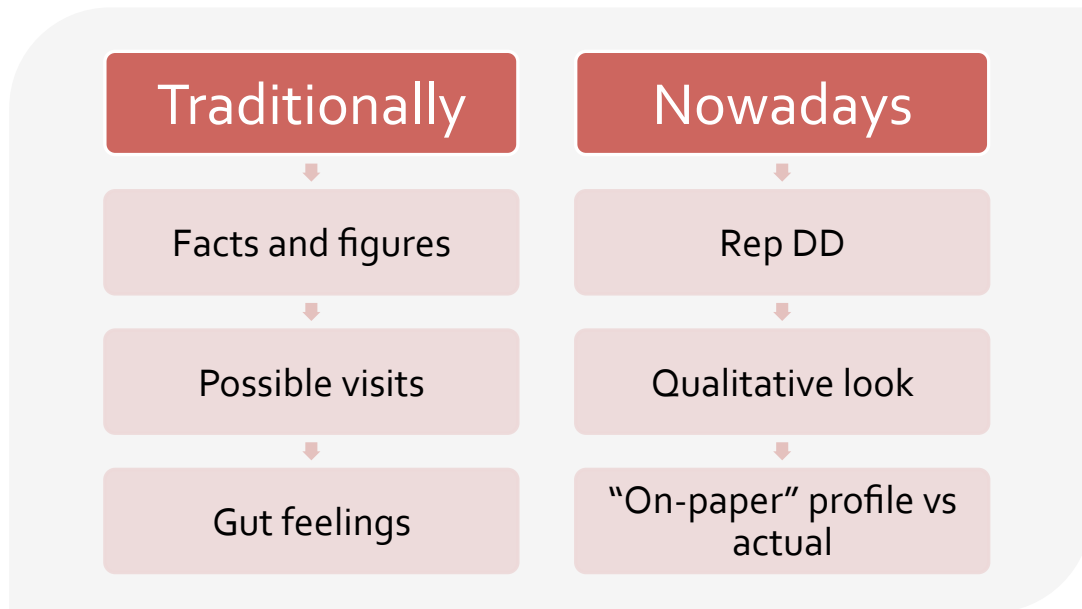 Traditionally
Facts and figures
Possible visits
Gut feelings
Nowadays
Rep DD
Qualitative look
“On-paper” profile vs
actual